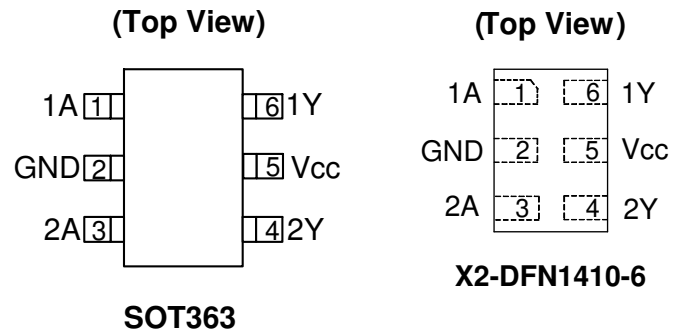 (Top View)
1A 1 6 1Y
GND 2 5 Vcc
2A 3 4 2Y
SOT363
(Top View)
1A 1 6 1Y
GND 2 5 Vcc
2A 3 4 2Y
X2-DFN1410-6